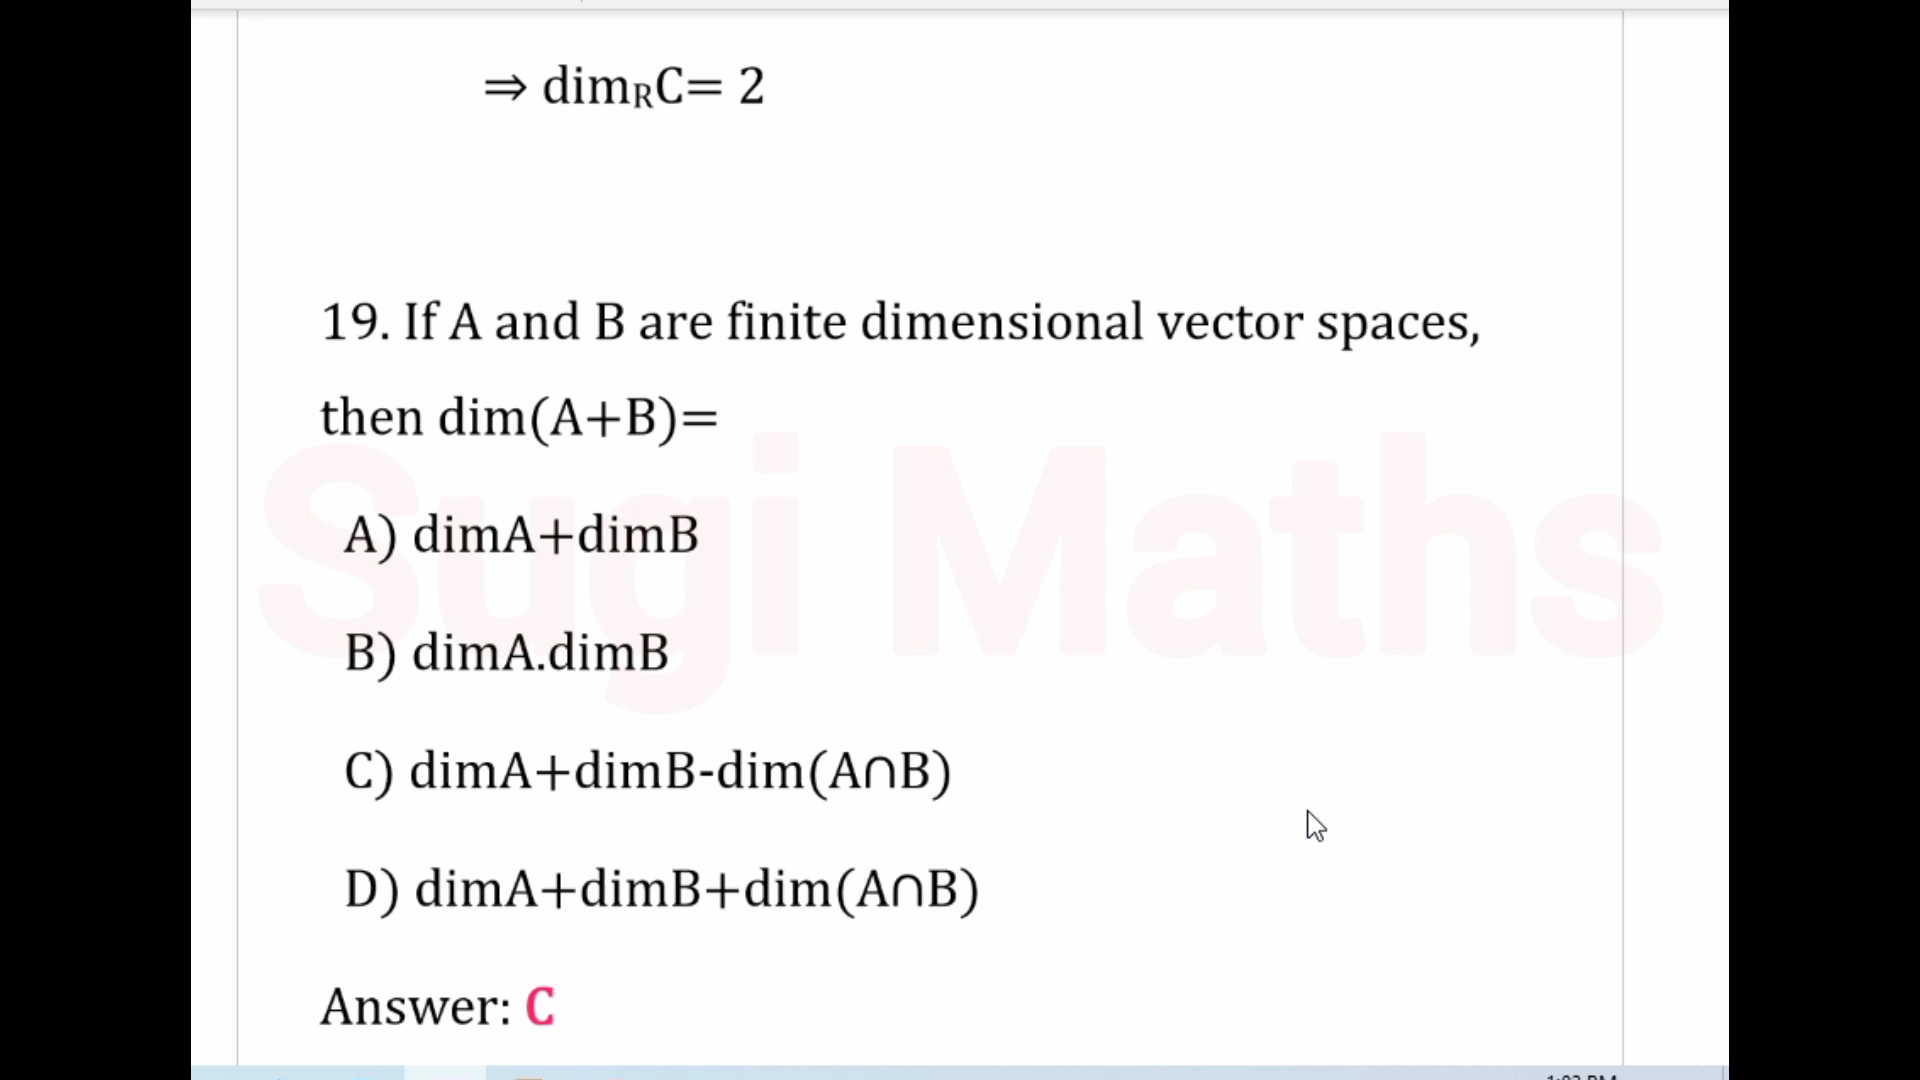 ⇒ dimRC= 2
19. If A and B are finite dimensional vector spaces,
then dim(A+B)=
Sugi Maths
A) dimA+dimB
B) dimA.dimB
C) dimA+dimB-dim(A∩B)
D) dimA+dimB+dim(A∩B)
Answer: C